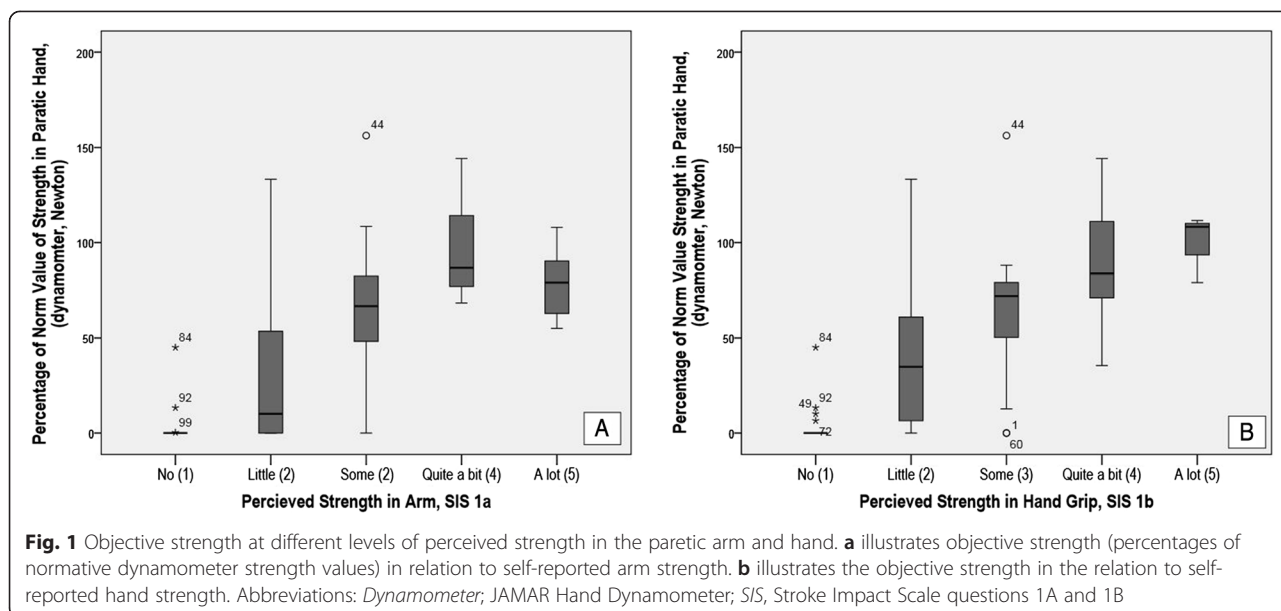 Percentage of Norm Value of Strength in Paratic Hand,
(dynamomter, Newton)
200
150
100
50
0
44
84
92
99
A
No (1) Little (2) Some (2) Quite a bit (4) A lot (5)
Percieved Strength in Arm, SIS 1a
Percentage of Norm Value Strenght in Paratic Hand,
(dynamomter, Newton)
200
150
100
50
0
44
84
49 92
72
1
60
B
No (1) Little (2) Some (3) Quite a bit (4) A lot (5)
Percieved Strength in Hand Grip, SIS 1b
Fig. 1 Objective strength at different levels of perceived strength in the paretic arm and hand. a illustrates objective strength (percentages of
normative dynamometer strength values) in relation to self-reported arm strength. b illustrates the objective strength in the relation to self-
reported hand strength. Abbreviations: Dynamometer; JAMAR Hand Dynamometer; SIS, Stroke Impact Scale questions 1A and 1B